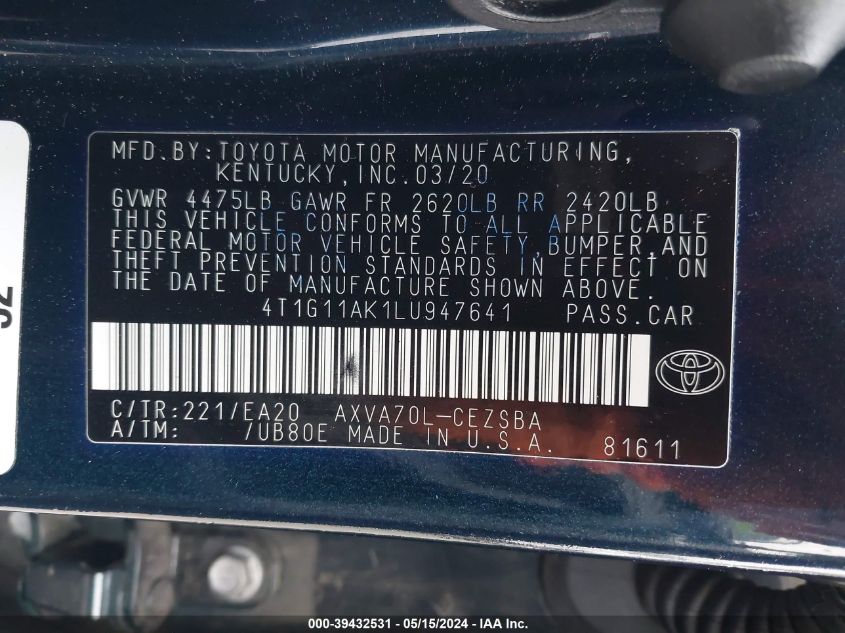 MFD.BY:TOYOTA MOTOR MANUFACTURING,
KENTUCKY,INC.03/20
GVWR 4475LB GAWR FR 2620LB RR 2420LB
THIS VEHICLE CONFORMS TO ALL APPLICABLE
FEDERAL MOTOR VEHICLE SAFETY,BUMPER,AND
THEFT PREVENTION STANDARDS IN EFFECT ON
THE DATE OF MANUFACTURE SHOWN ABOVE.
4T1G11AK1LU947641 PASS.CAR
C/TR:221/EA20 AXVA70L-CEZSBA
A/TM: /UB80E MADE IN U.S.A. 81611
000-39432531 - 05/15/2024 - IAA Inc.